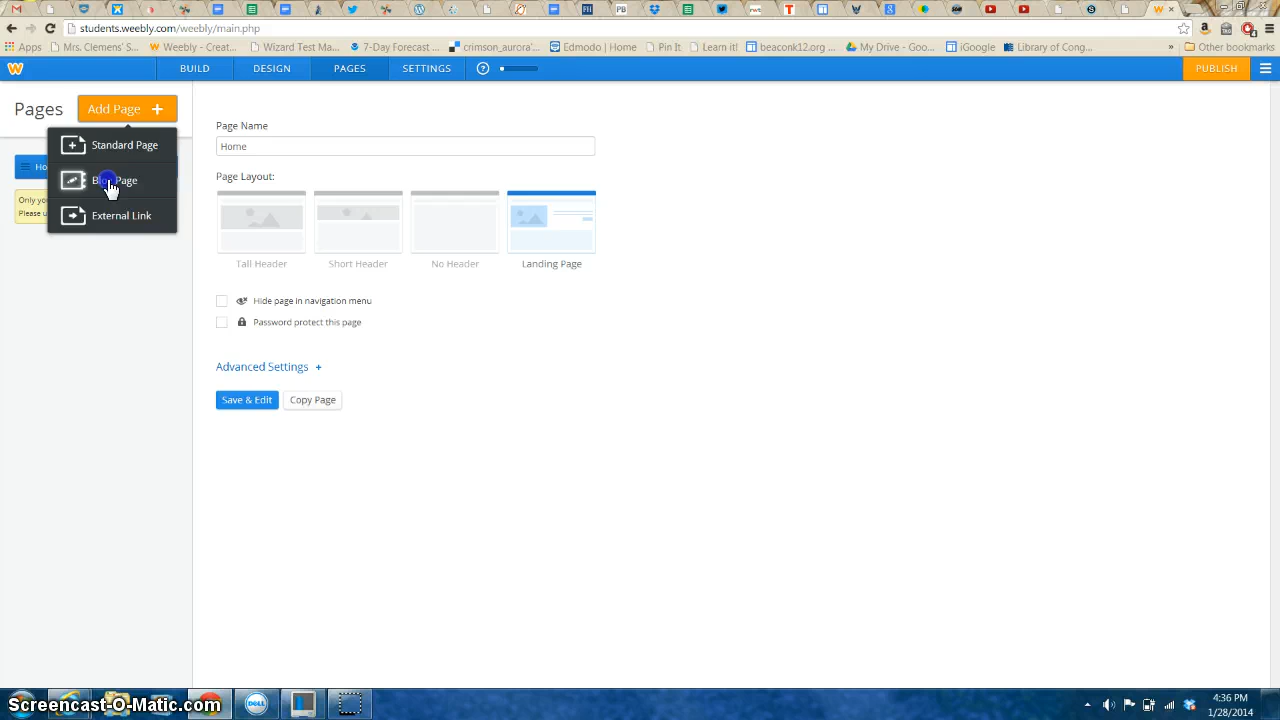 students.weebly.com/weebly/main.php
Apps Mrs. Clemens' S... Weebly - Creat... Wizard Test Ma... 7-Day Forecast ... crimson_aurora'... Edmodo | Home Pin It Learn it! beaconk12.org ... My Drive - Goo... iGoogle Library of Cong... » Other bookmarks
BUILD DESIGN PAGES SETTINGS ? PUBLISH
Pages Add Page +
Page Name
Standard Page
Home
Page Layout:
Page
External Link
Only yo
Please u
Tall Header Short Header No Header Landing Page
Hide page in navigation menu
Password protect this page
Advanced Settings +
Save & Edit Copy Page
4:36 PM
1/28/2014
Screencast-O-Matic.com